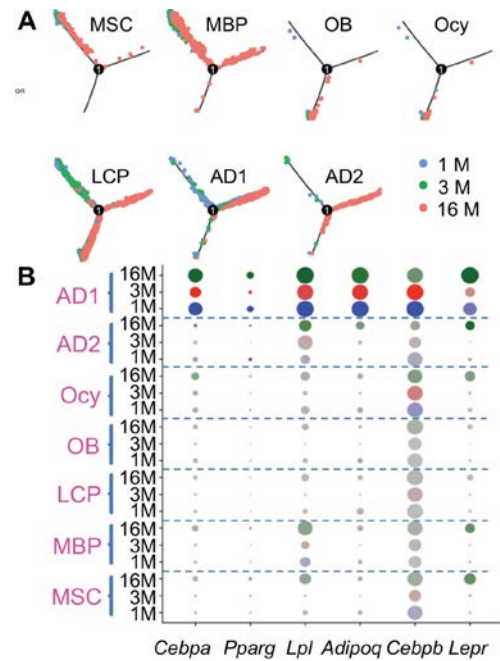 A
MSC
MBP
OB
Ocy
1
1
1
1
on
LCP
AD1
AD2
1
1
1
1 M
3 M
16 M
B
AD1
16M
3M
1M
AD2
16M
3M
1M
Ocy
16M
3M
1M
OB
16M
3M
1M
LCP
16M
3M
1M
MBP
16M
3M
1M
MSC
16M
3M
1M
Cebpa Pparg Lpl Adipoq Cebpb Lepr